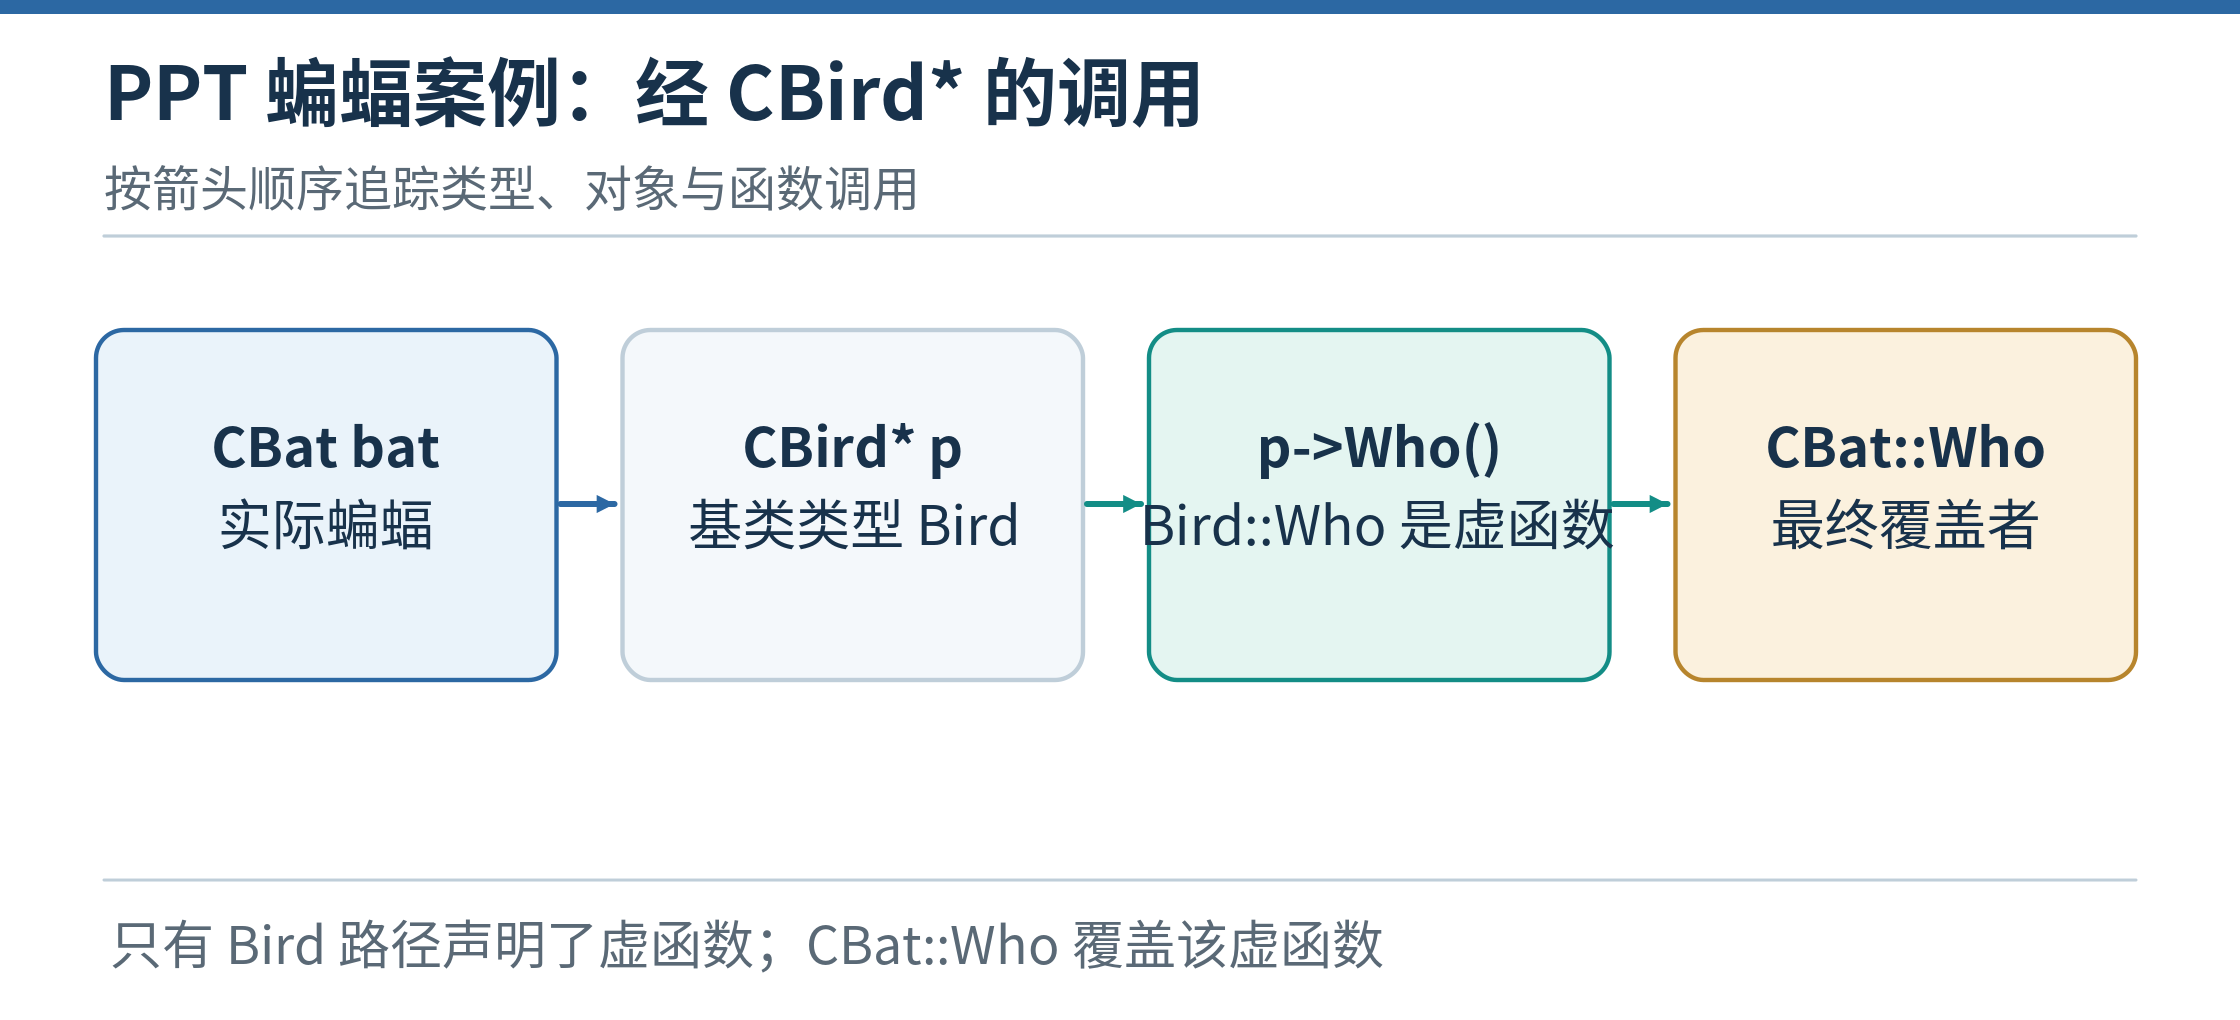 PPT 蝙蝠案例：经 CBird* 的调用
按箭头顺序追踪类型、对象与函数调用
CBat bat
实际蝙蝠
CBird* p
基类类型 Bird
p->Who()
Bird::Who 是虚函数
CBat::Who
最终覆盖者
只有 Bird 路径声明了虚函数；CBat::Who 覆盖该虚函数